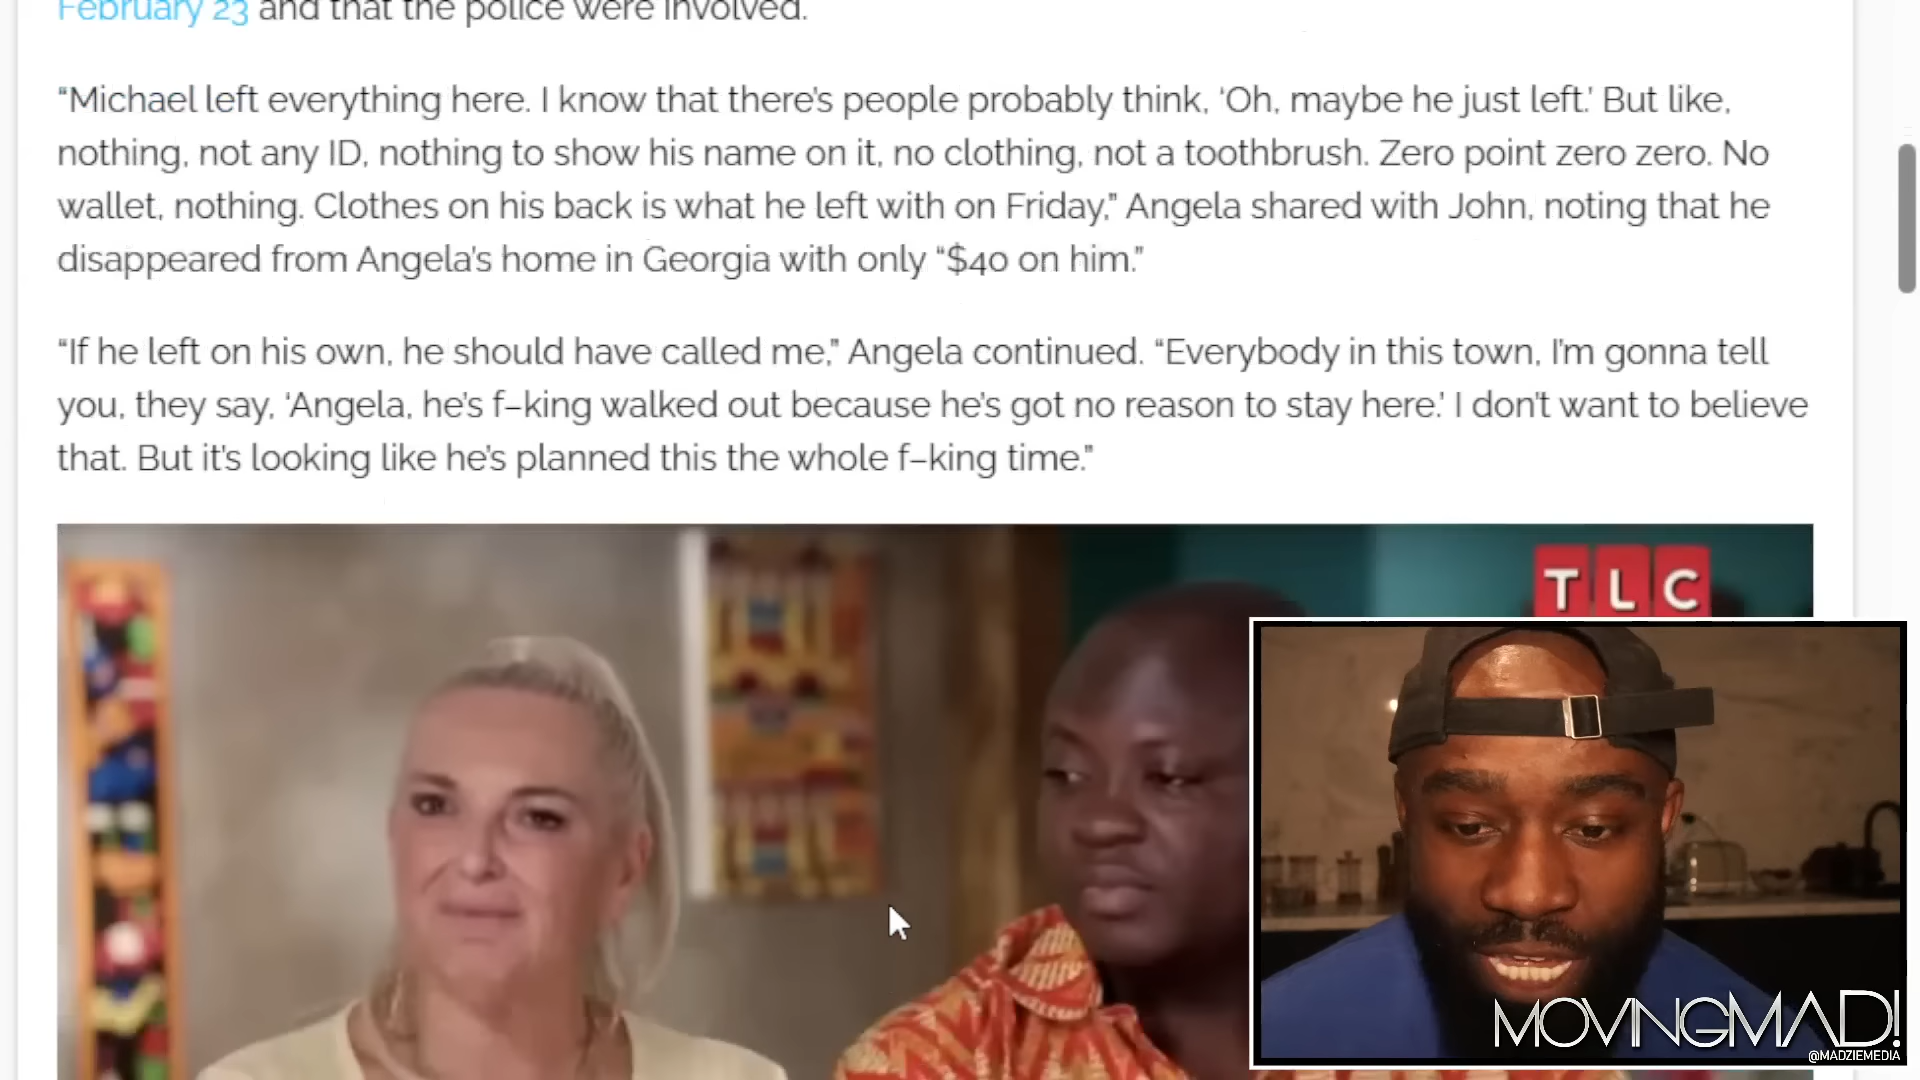 February 23 and that the police were involved.
“Michael left everything here. I know that there’s people probably think, ‘Oh, maybe he just left.’ But like,
nothing, not any ID, nothing to show his name on it, no clothing, not a toothbrush. Zero point zero zero. No
wallet, nothing. Clothes on his back is what he left with on Friday,” Angela shared with John, noting that he
disappeared from Angela’s home in Georgia with only “$40 on him.”
“If he left on his own, he should have called me,” Angela continued. “Everybody in this town, I’m gonna tell
you, they say, ‘Angela, he’s f–king walked out because he’s got no reason to stay here.’ I don’t want to believe
that. But it’s looking like he’s planned this the whole f–king time.”
TLC
MOVINGMAD!
@MADZIEMEDIA